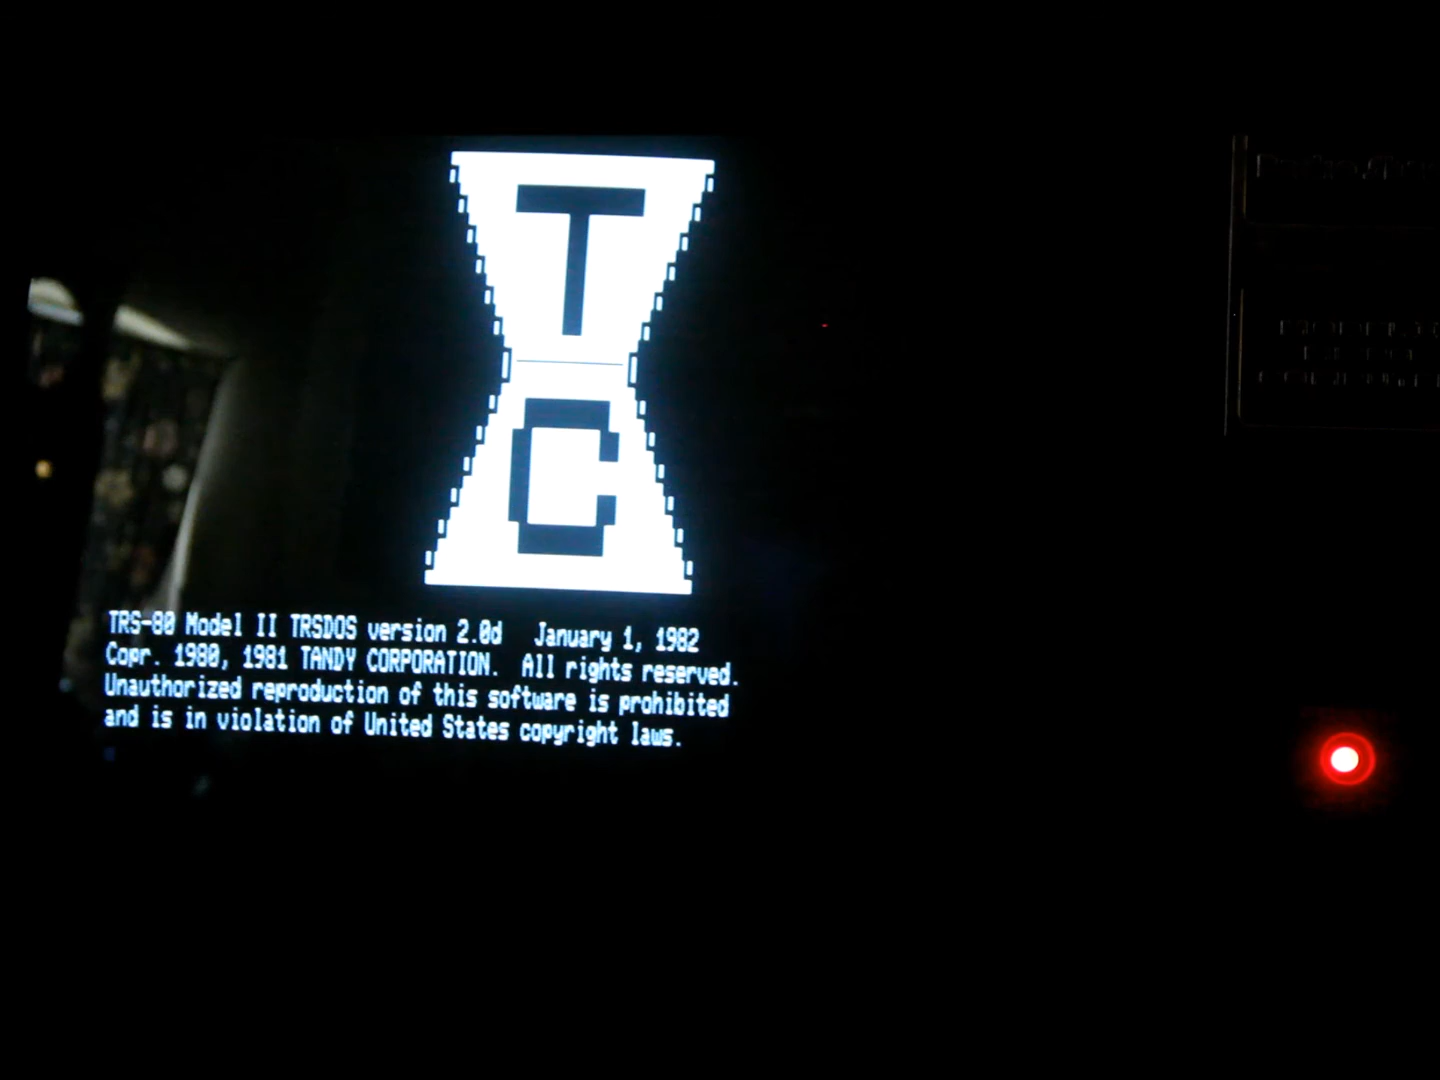 T
C
TRS-80 Model II TRSDOS version 2.0d January 1, 1982
Copr. 1980, 1981 TANDY CORPORATION. All rights reserved.
Unauthorized reproduction of this software is prohibited
and is in violation of United States copyright laws.